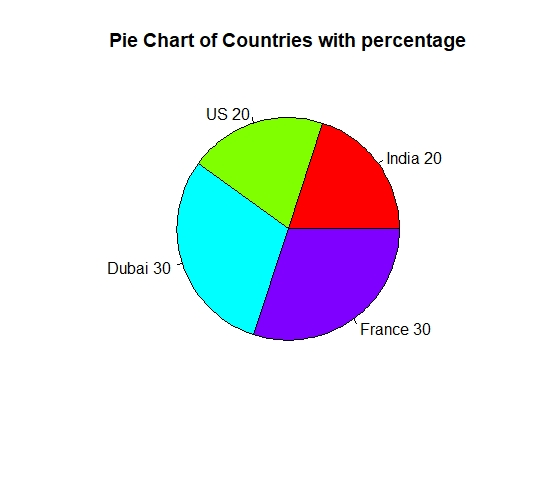 Pie Chart of Countries with percentage
US 20
India 20
Dubai 30
France 30